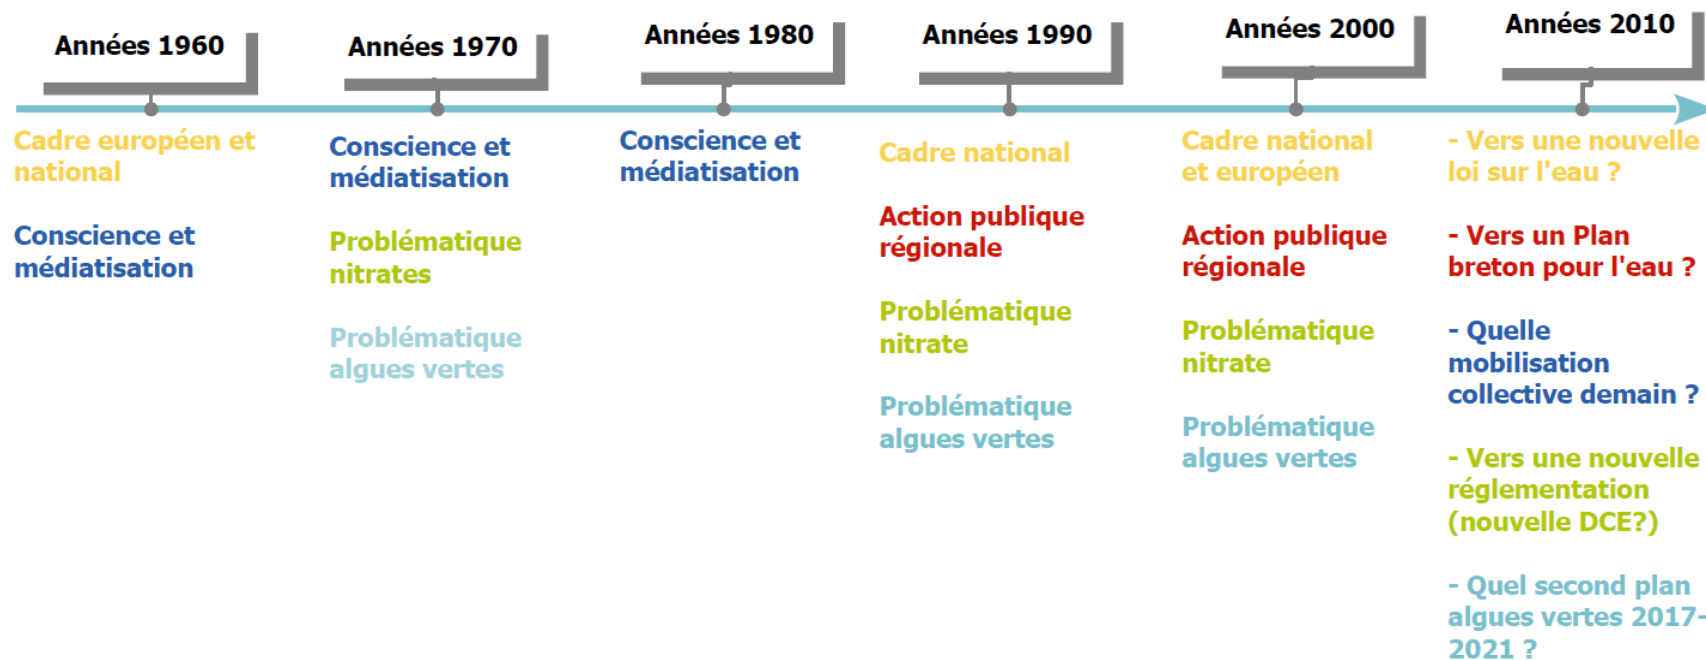 Années 1960
Cadre européen et
national
Conscience et
médiatisation
Années 1970
Conscience et
médiatisation
Problématique
nitrates
Problématique
algues vertes
Années 1980
Conscience et
médiatisation
Années 1990
Cadre national
Action publique
régionale
Problématique
nitrate
Problématique
algues vertes
Années 2000
Cadre national
et européen
Action publique
régionale
Problématique
nitrate
Problématique
algues vertes
Années 2010
- Vers une nouvelle
loi sur l'eau ?
- Vers un Plan
breton pour l'eau ?
- Quelle
mobilisation
collective demain ?
- Vers une nouvelle
réglementation
(nouvelle DCE?)
- Quel second plan
algues vertes 2017-
2021 ?